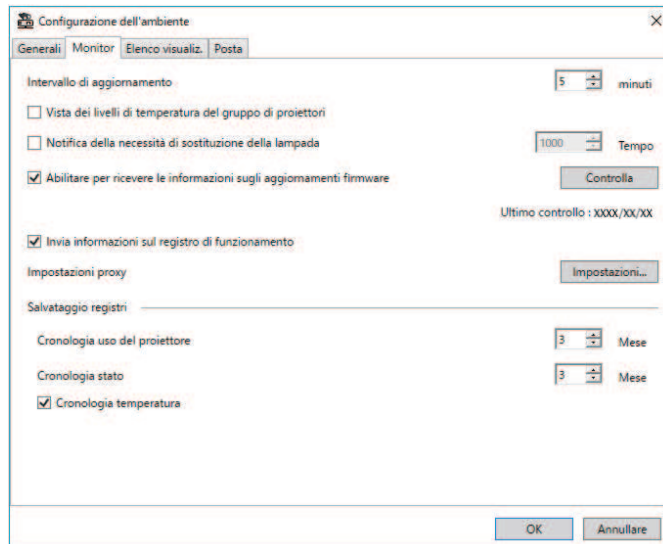 Configurazione dell'ambiente
Generali Monitor Elenco visualiz. Posta
Intervallo di aggiornamento 5 minuti
Vista dei livelli di temperatura del gruppo di proiettori
Notifica della necessità di sostituzione della lampada 1000 Tempo
Abilitare per ricevere le informazioni sugli aggiornamenti firmware Controlla
Ultimo controllo : XXXX/XX/XX
Invia informazioni sul registro di funzionamento
Impostazioni proxy Impostazioni...
Salvataggio registri
Cronologia uso del proiettore 3 Mese
Cronologia stato 3 Mese
Cronologia temperatura
OK Annullare